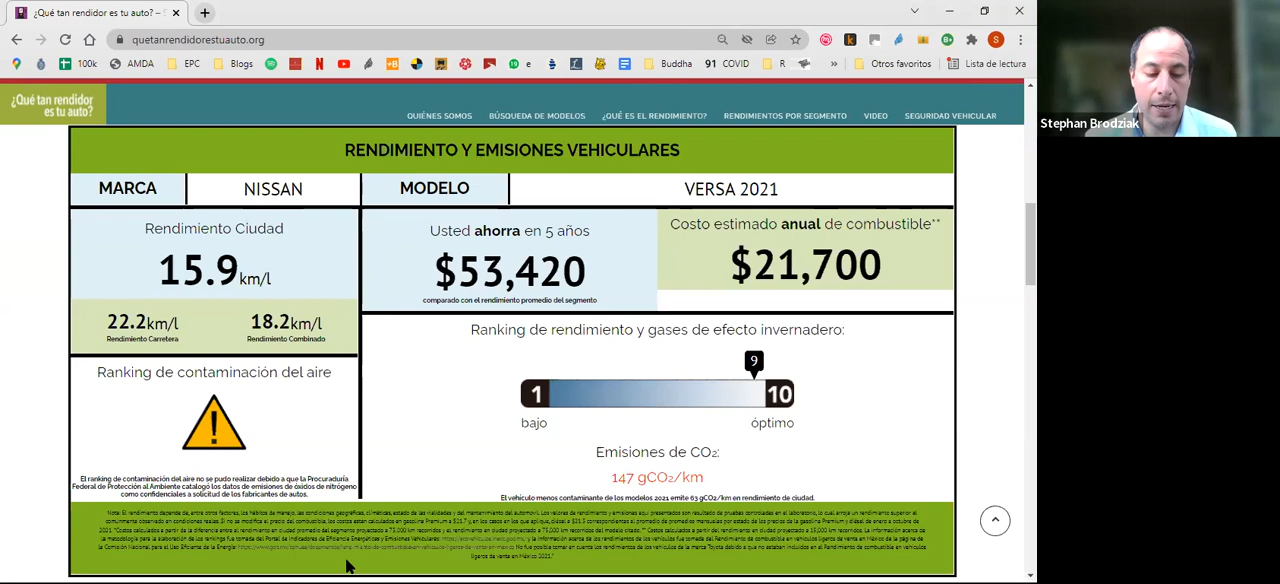 ¿Qué tan rendidor es tu auto? –
quetanrendidorestuauto.org
100k
AMDA
EPC
Blogs
e
Buddha
91 COVID
R
Otros favoritos
Lista de lectura
¿Qué tan rendidor
es tu auto?
QUIÉNES SOMOS
BÚSQUEDA DE MODELOS
¿QUÉ ES EL RENDIMIENTO?
RENDIMIENTOS POR SEGMENTO
VIDEO
SEGURIDAD VEHICULAR
Stephan Brodziak
RENDIMIENTO Y EMISIONES VEHICULARES
MARCA
NISSAN
MODELO
VERSA 2021
Rendimiento Ciudad
15.9km/l
22.2km/l
Rendimiento Carretera
18.2km/l
Rendimiento Combinado
Usted ahorra en 5 años
$53,420
comparado con el rendimiento promedio del segmento
Costo estimado anual de combustible**
$21,700
Ranking de contaminación del aire
El ranking de contaminación del aire no se pudo realizar debido a que la Procuraduría
Federal de Protección al Ambiente catalogó los datos de emisiones de óxidos de nitrógeno
como confidenciales a solicitud de los fabricantes de autos.
Ranking de rendimiento y gases de efecto invernadero:
9
1
10
bajo
óptimo
Emisiones de CO2:
147 gCO2/km
El vehículo menos contaminante de los modelos 2021 emite 63 gCO2/km en rendimiento de ciudad.